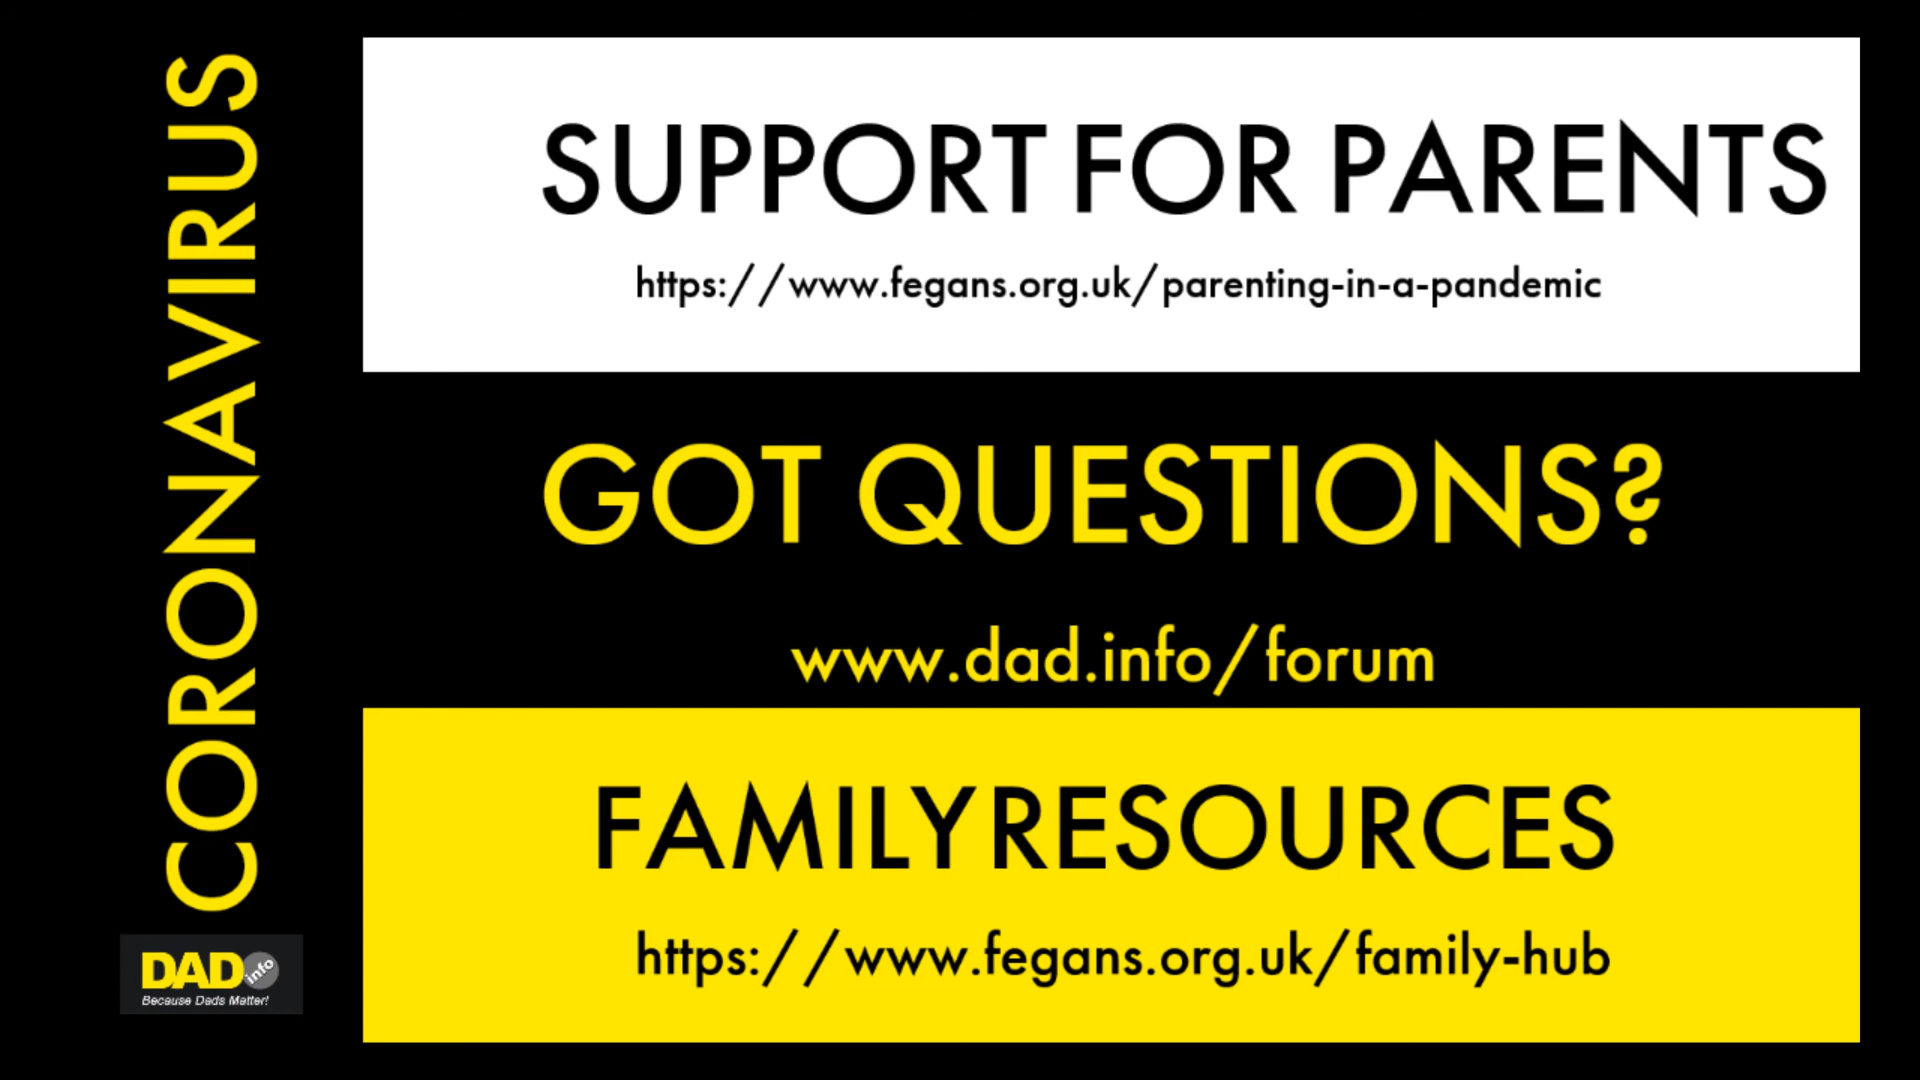 CORONAVIRUS
SUPPORT FOR PARENTS
https://www.fegans.org.uk/parenting-in-a-pandemic
GOT QUESTIONS?
www.dad.info/forum
FAMILY RESOURCES
https://www.fegans.org.uk/family-hub
DAD info
Because Dads Matter!